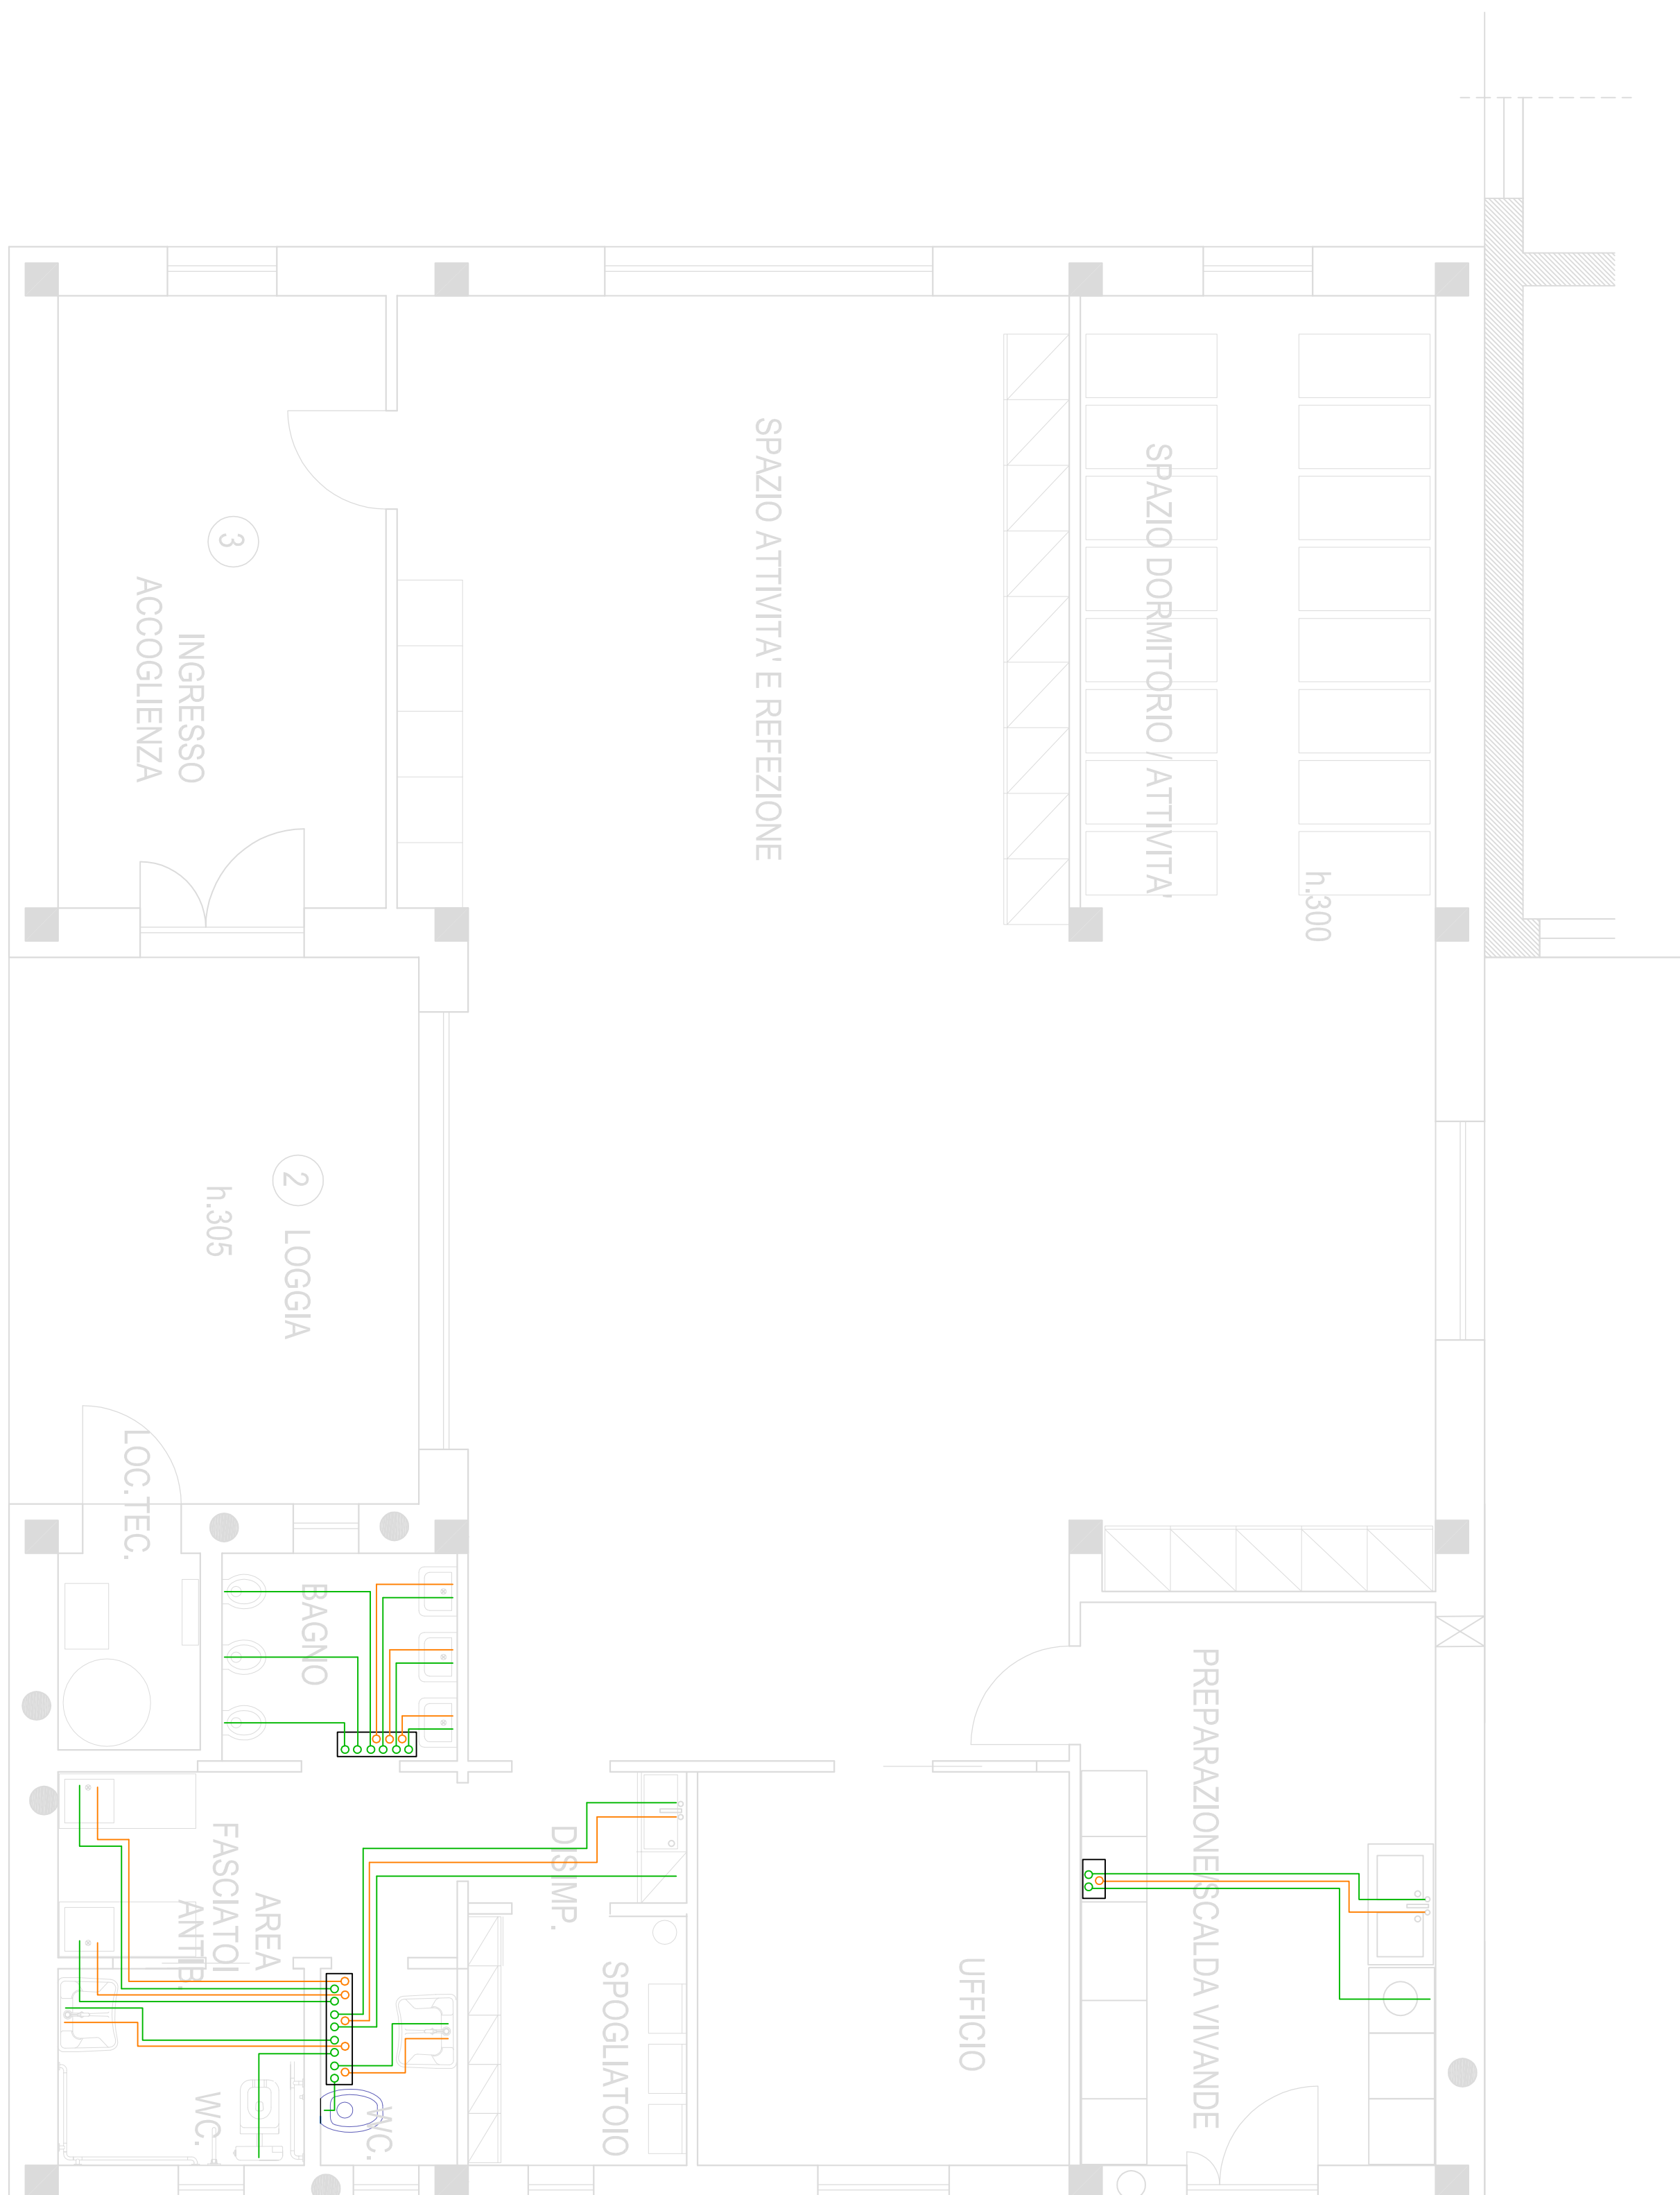 3
INGRESSO
ACCOGLIENZA
SPAZIO ATTIVITA' E REFEZIONE
SPAZIO DORMITORIO / ATTIVITA'
h.300
2
LOGGIA
h.305
LOC.TEC.
BAGNO
AREA
FASCIATOI
ANTIB.
DISIMP.
WC.
WC.
SPOGLIATOIO
UFFICIO
PREPARAZIONE/SCALDA VIVANDE